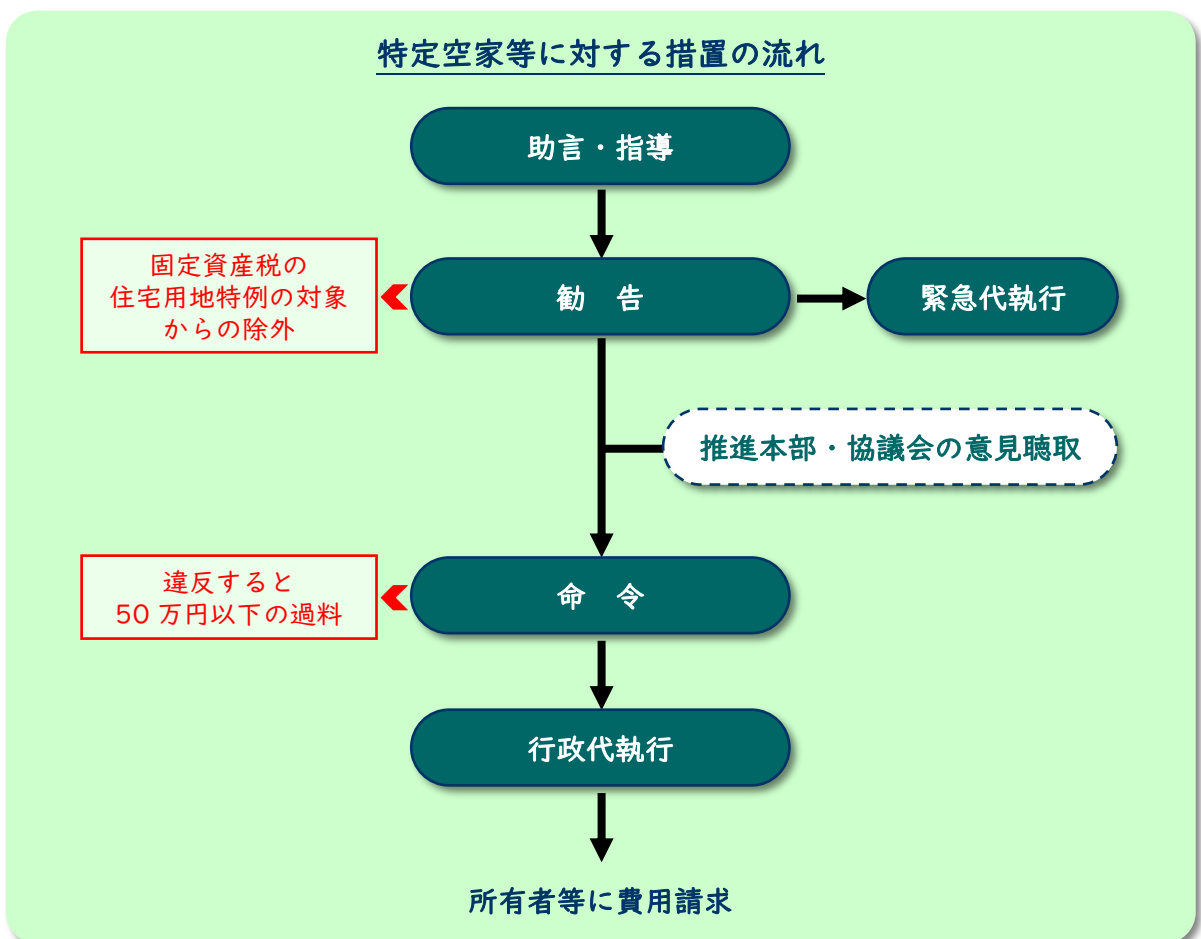 特定空家等に対する措置の流れ
助言・指導
固定資産税の
住宅用地特例の対象
からの除外
勧　告
緊急代執行
推進本部・協議会の意見聴取
違反すると
50 万円以下の過料
命　令
行政代執行
所有者等に費用請求